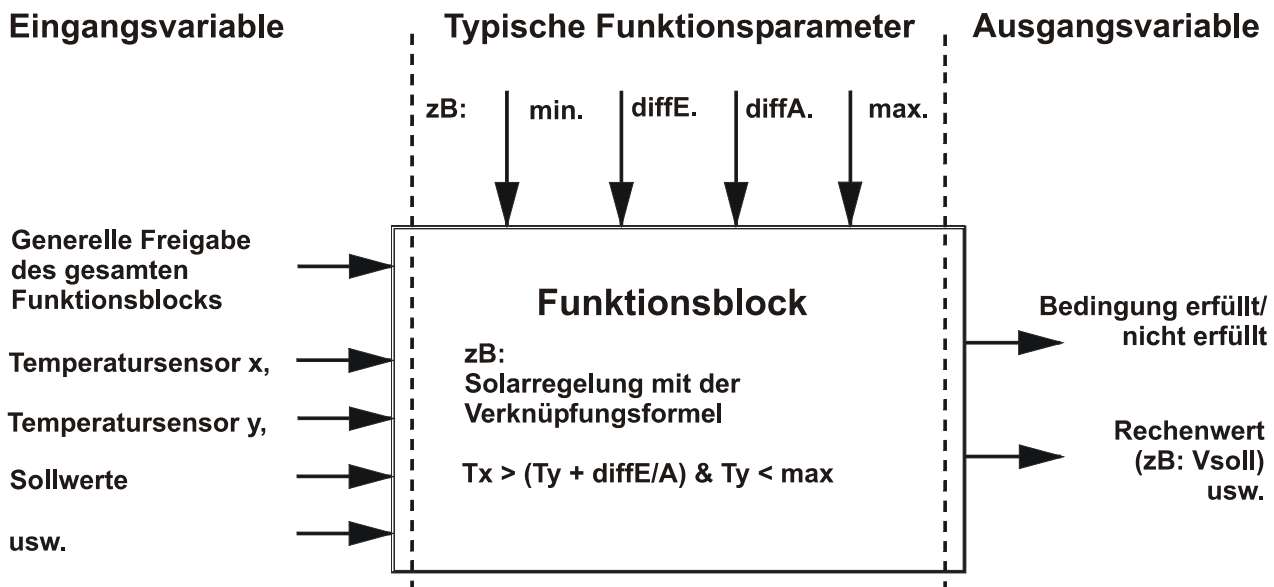 Eingangsvariable
Typische Funktionsparameter
Ausgangsvariable
zB:
min.
diffE.
diffA.
max.
Generelle Freigabe
des gesamten
Funktionsblocks
Temperatursensor x,
Temperatursensor y,
Sollwerte
usw.
Funktionsblock
zB:
Solarregelung mit der
Verknüpfungsformel
Tx > (Ty + diffE/A) & Ty < max
Bedingung erfüllt/
nicht erfüllt
Rechenwert
(zB: Vsoll)
usw.